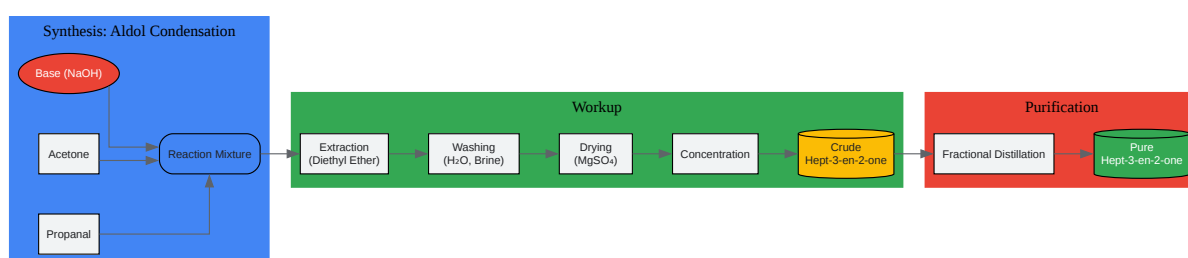 Synthesis: Aldol Condensation
Base (NaOH)
Acetone
Reaction Mixture
Propanal
Workup
Extraction
(Diethyl Ether)
Washing
(H₂O, Brine)
Drying
(MgSO₄)
Concentration
Crude
Hept-3-en-2-one
Purification
Fractional Distillation
Pure
Hept-3-en-2-one